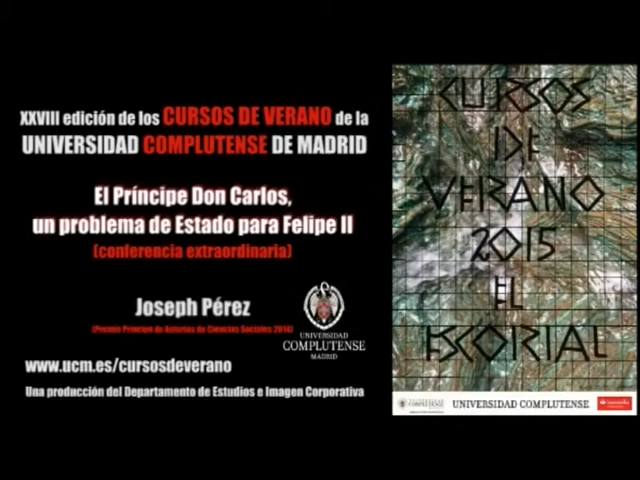 XXVIII edición de los CURSOS DE VERANO de la
UNIVERSIDAD COMPLUTENSE DE MADRID
El Príncipe Don Carlos,
un problema de Estado para Felipe II
(conferencia extraordinaria)
Joseph Pérez
(Premio Príncipe de Asturias de Ciencias Sociales 2014)
UNIVERSIDAD
COMPLUTENSE
MADRID
www.ucm.es/cursosdeverano
Una producción del Departamento de Estudios e Imagen Corporativa
CURSOS
DE
VERANO
2015
EL
ESCORIAL
UNIVERSIDAD COMPLUTENSE